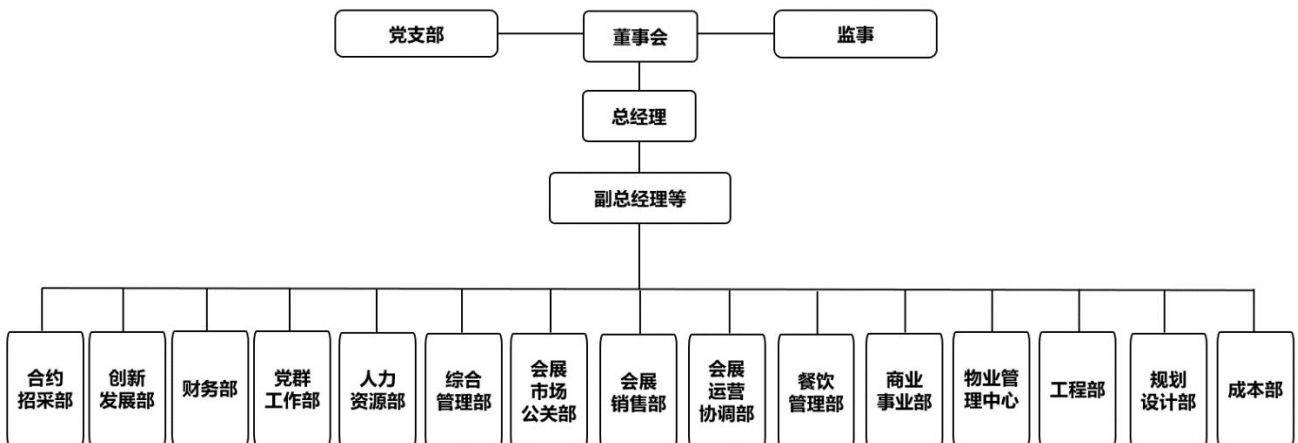 党支部
董事会
监事
总经理
副总经理等
合约
招采部
创新
发展部
财务部
党群
工作部
人力
资源部
综合
管理部
会展
市场
公关部
会展
销售部
会展
运营
协调部
餐饮
管理部
商业
事业部
物业管
理中心
工程部
规划
设计部
成本部